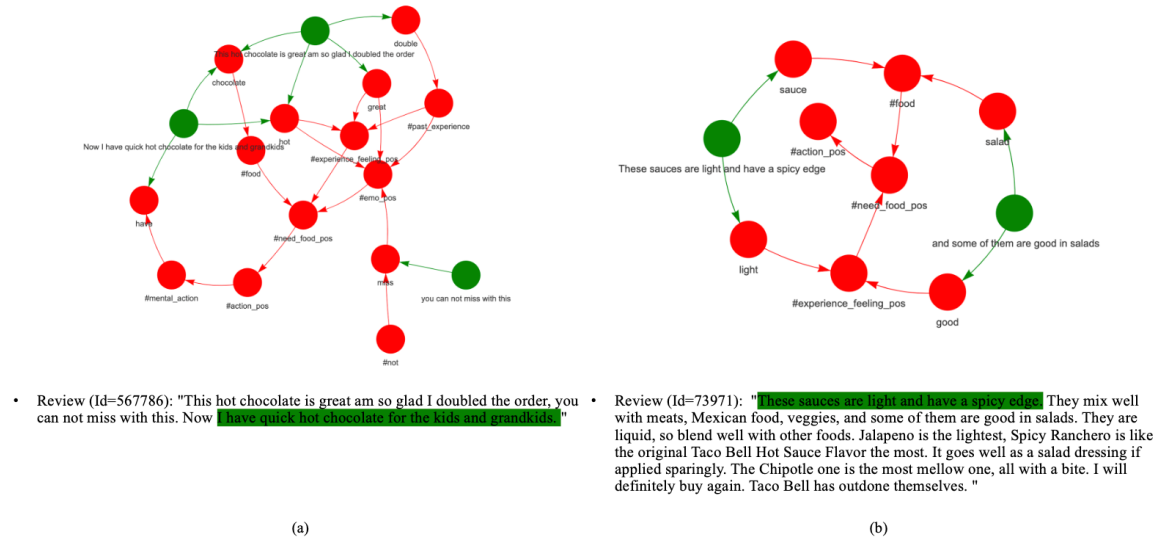 double
This hot chocolate is great am so glad I doubled the order
chocolate
great
hot
#past_experience
Now I have quick hot chocolate for the kids and grandkids
#experience_feeling_pos
#food
#emo_pos
have
#need_food_pos
miss
you can not miss with this
#mental_action
#action_pos
#not
sauce
#food
salad
#action_pos
These sauces are light and have a spicy edge
#need_food_pos
and some of them are good in salads
light
#experience_feeling_pos
good
• Review (Id=567786): "This hot chocolate is great am so glad I doubled the order, you
can not miss with this. Now I have quick hot chocolate for the kids and grandkids. "
• Review (Id=73971): "These sauces are light and have a spicy edge. They mix well
with meats, Mexican food, veggies, and some of them are good in salads. They are
liquid, so blend well with other foods. Jalapeno is the lightest, Spicy Ranchero is like
the original Taco Bell Hot Sauce Flavor the most. It goes well as a salad dressing if
applied sparingly. The Chipotle one is the most mellow one, all with a bite. I will
definitely buy again. Taco Bell has outdone themselves. "
(a)
(b)